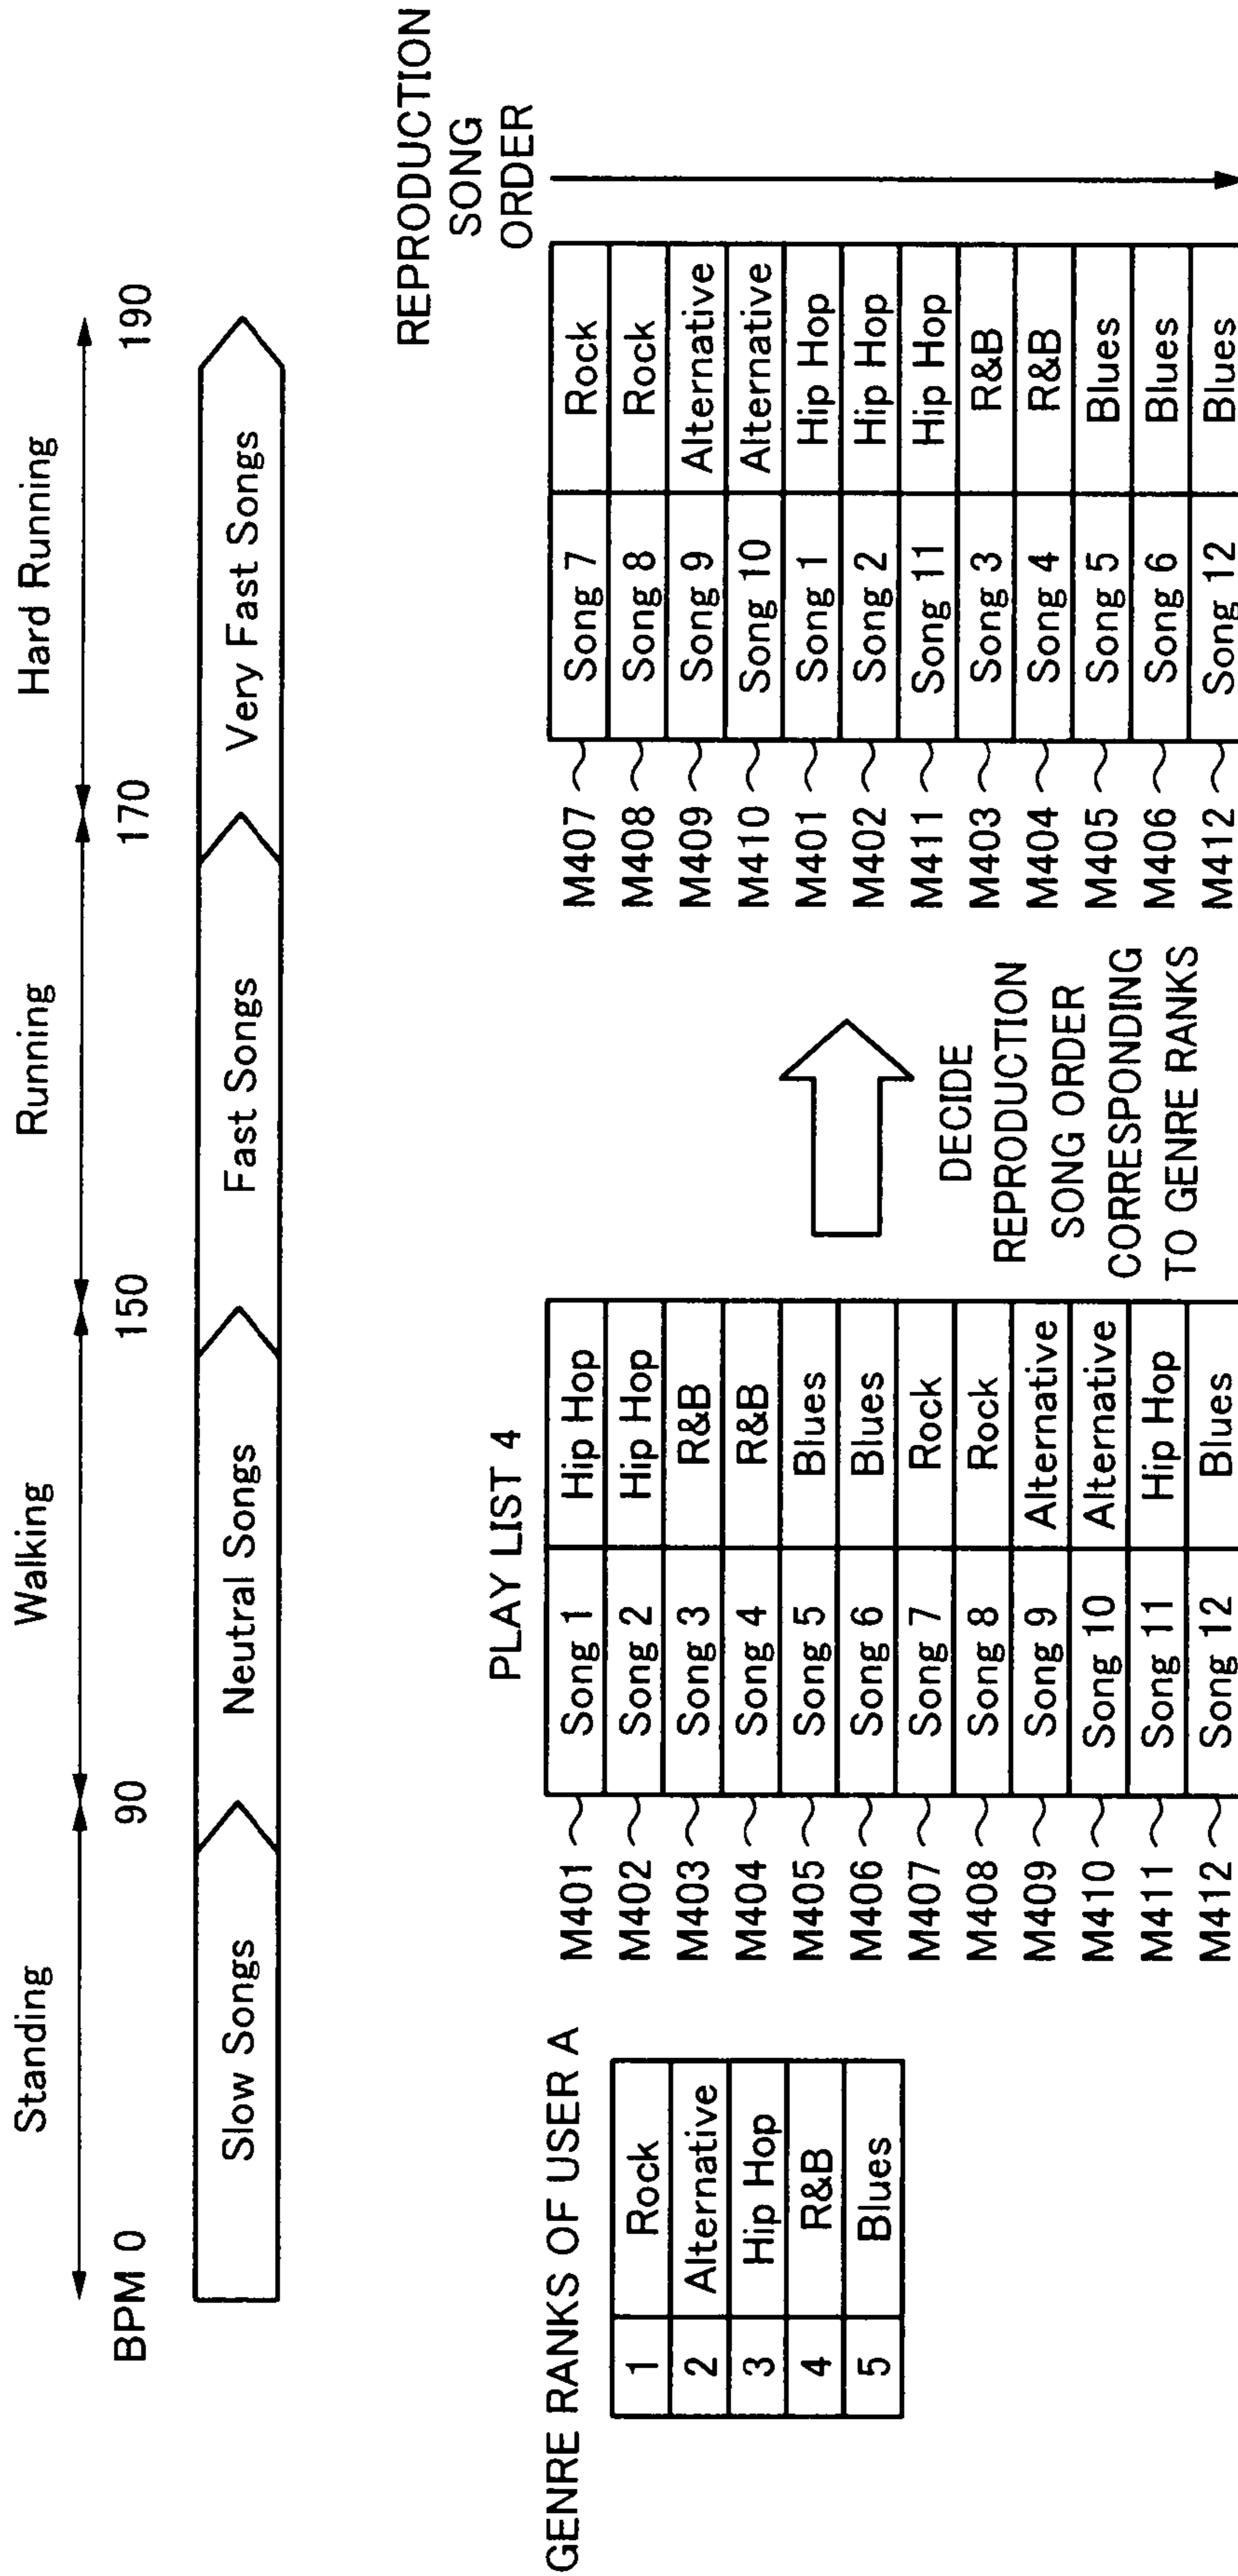 Standing Walking Running Hard Running
BPM 0 90 150 170 190
Slow Songs Neutral Songs Fast Songs Very Fast Songs
GENRE RANKS OF USER A
1 Rock
2 Alternative
3 Hip Hop
4 R&B
5 Blues
PLAY LIST 4
M401 Song 1 Hip Hop
M402 Song 2 Hip Hop
M403 Song 3 R&B
M404 Song 4 R&B
M405 Song 5 Blues
M406 Song 6 Blues
M407 Song 7 Rock
M408 Song 8 Rock
M409 Song 9 Alternative
M410 Song 10 Alternative
M411 Song 11 Hip Hop
M412 Song 12 Blues
DECIDE
REPRODUCTION
SONG ORDER
CORRESPONDING
TO GENRE RANKS
REPRODUCTION
SONG
ORDER
M407 Song 7 Rock
M408 Song 8 Rock
M409 Song 9 Alternative
M410 Song 10 Alternative
M401 Song 1 Hip Hop
M402 Song 2 Hip Hop
M411 Song 11 Hip Hop
M403 Song 3 R&B
M404 Song 4 R&B
M405 Song 5 Blues
M406 Song 6 Blues
M412 Song 12 Blues